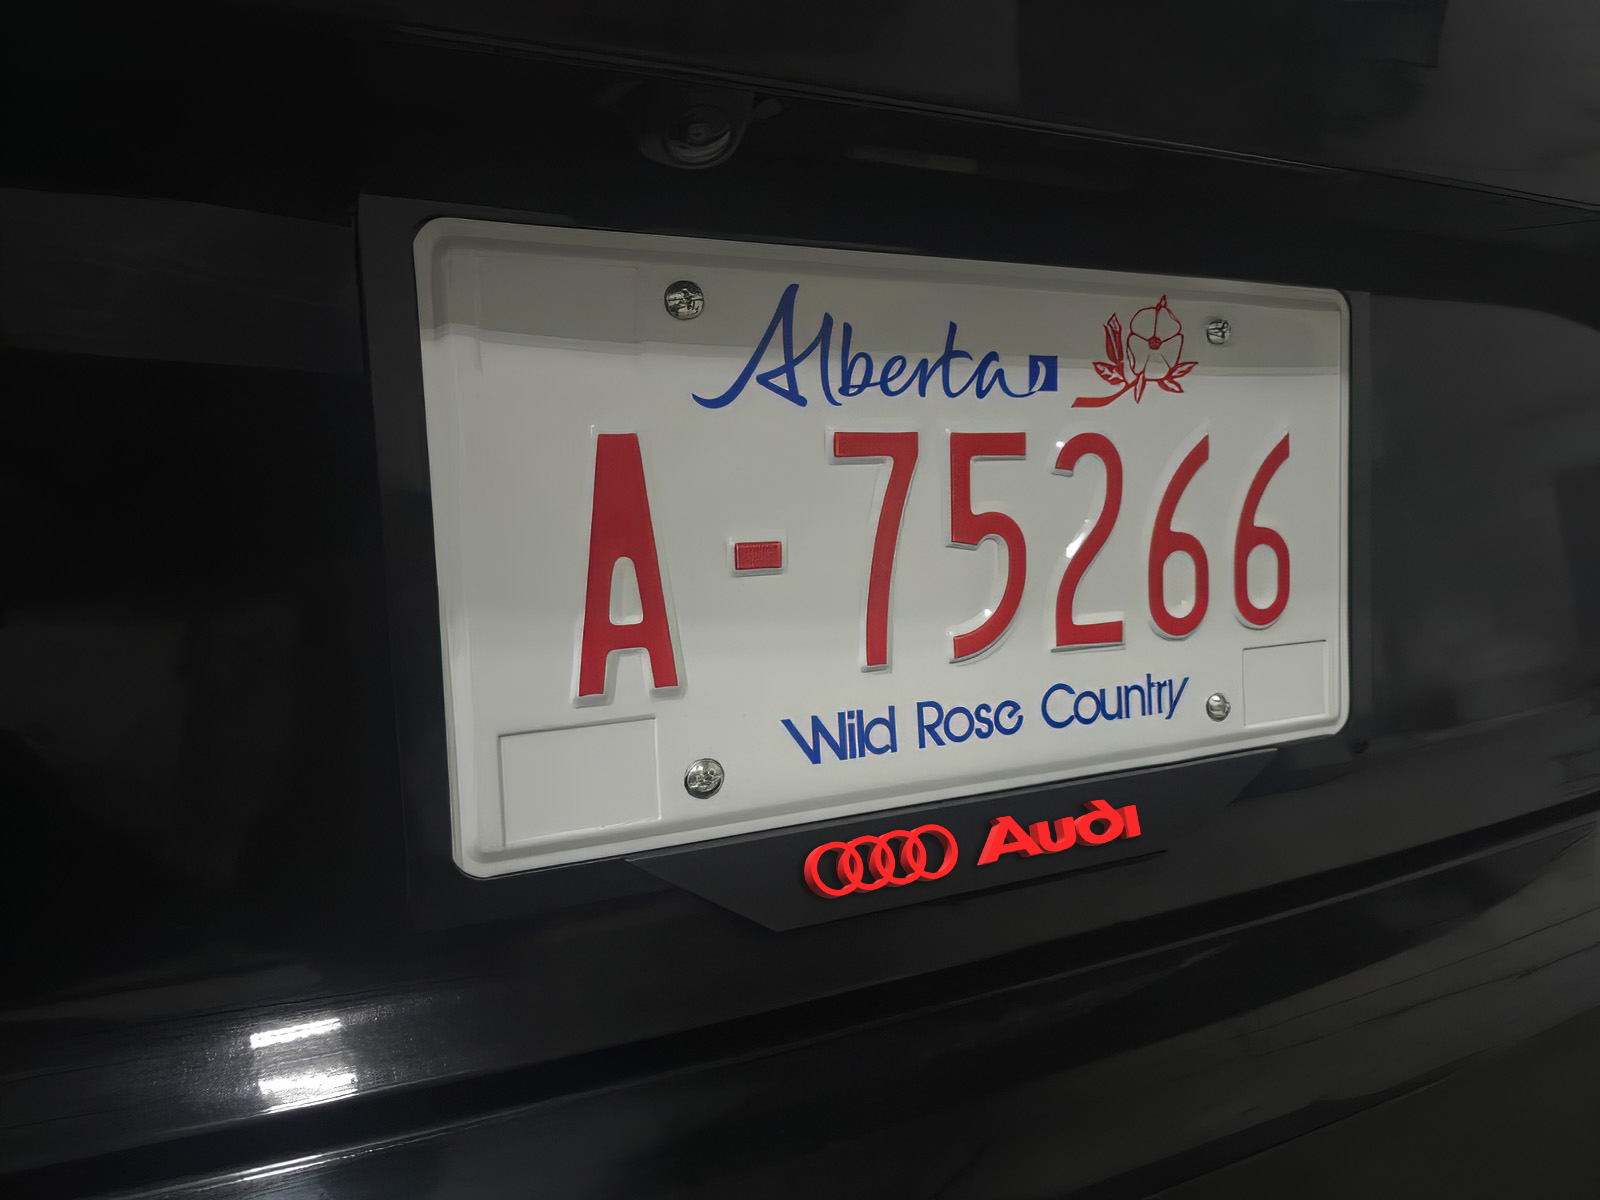 Alberta
A-75266
Wild Rose Country
Audi